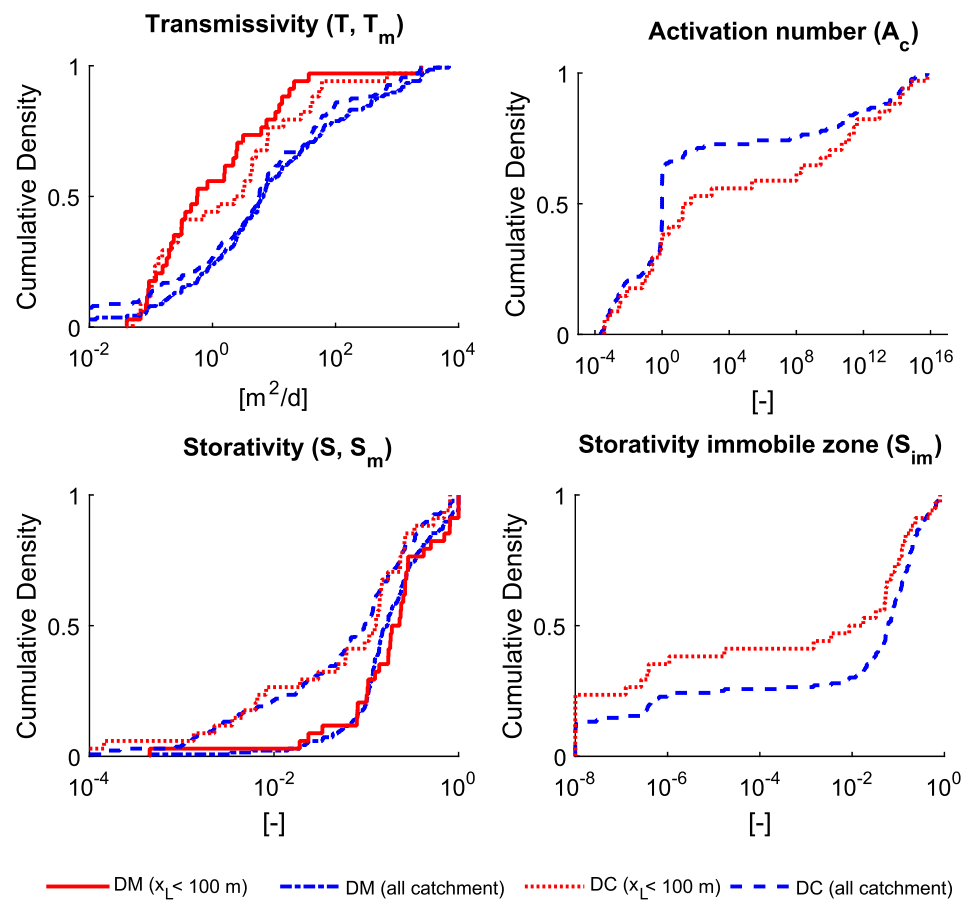 Transmissivity (T, Tm)
Cumulative Density
1
0.5
0
10-2
100
102
104
[m2/d]
Activation number (Ac)
Cumulative Density
1
0.5
0
10-4
100
104
108
1012
1016
[-]
Storativity (S, Sm)
Cumulative Density
1
0.5
0
10-4
10-2
100
[-]
Storativity immobile zone (Sim)
Cumulative Density
1
0.5
0
10-8
10-6
10-4
10-2
100
[-]
DM (xL< 100 m)
DM (all catchment)
DC (xL< 100 m)
DC (all catchment)